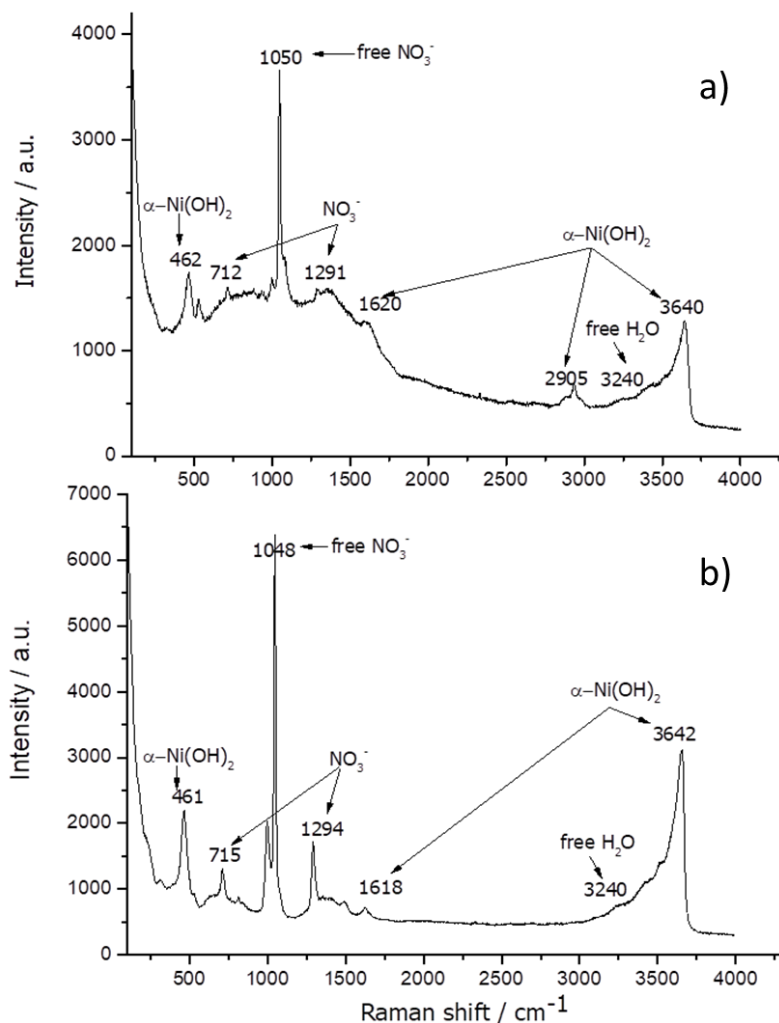 a)
4000
3000
2000
1000
0
Intensity / a.u.
1050
free NO₃⁻
α−Ni(OH)₂
NO₃⁻
α−Ni(OH)₂
462
712
1291
1620
3640
free H₂O
2905
3240
500 1000 1500 2000 2500 3000 3500 4000
b)
7000
6000
5000
4000
3000
2000
1000
0
Intensity / a.u.
1048
free NO₃⁻
α−Ni(OH)₂
α−Ni(OH)₂
NO₃⁻
3642
461
1294
715
free H₂O
1618
3240
500 1000 1500 2000 2500 3000 3500 4000
Raman shift / cm⁻¹